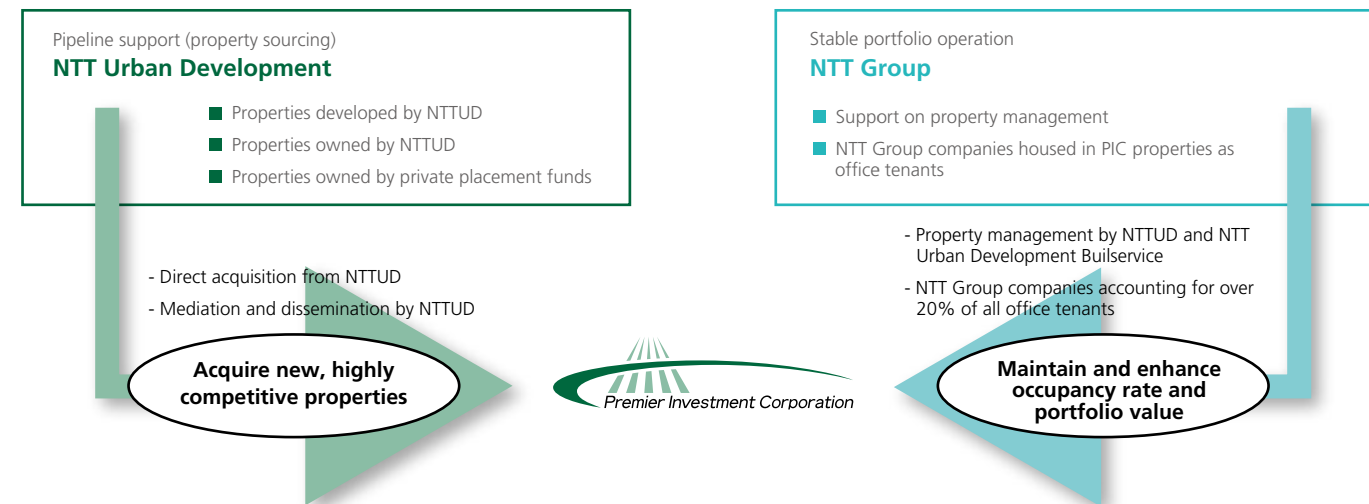 Pipeline support (property sourcing)
NTT Urban Development
■ Properties developed by NTTUD
■ Properties owned by NTTUD
■ Properties owned by private placement funds
- Direct acquisition from NTTUD
- Mediation and dissemination by NTTUD
Acquire new, highly
competitive properties
Premier Investment Corporation
Stable portfolio operation
NTT Group
■ Support on property management
■ NTT Group companies housed in PIC properties as
office tenants
- Property management by NTTUD and NTT
Urban Development Builservice
- NTT Group companies accounting for over
20% of all office tenants
Maintain and enhance
occupancy rate and
portfolio value